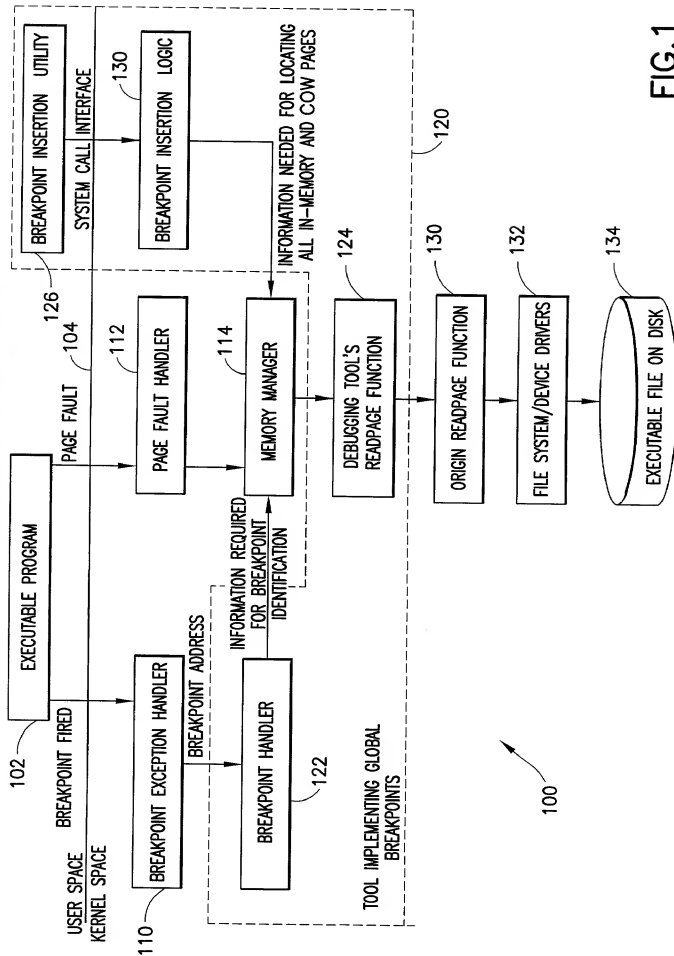 USER SPACE
KERNEL SPACE
102
EXECUTABLE PROGRAM
BREAKPOINT FIRED
PAGE FAULT
104
126
BREAKPOINT INSERTION UTILITY
SYSTEM CALL INTERFACE
110
BREAKPOINT EXCEPTION HANDLER
112
PAGE FAULT HANDLER
130
BREAKPOINT INSERTION LOGIC
BREAKPOINT ADDRESS
BREAKPOINT HANDLER
122
INFORMATION REQUIRED
FOR BREAKPOINT
IDENTIFICATION
114
MEMORY MANAGER
INFORMATION NEEDED FOR LOCATING
ALL IN-MEMORY AND COW PAGES
TOOL IMPLEMENTING GLOBAL
BREAKPOINTS
124
DEBUGGING TOOL'S
READPAGE FUNCTION
120
130
ORIGIN READPAGE FUNCTION
132
FILE SYSTEM/DEVICE DRIVERS
134
EXECUTABLE FILE ON DISK
100
FIG.1